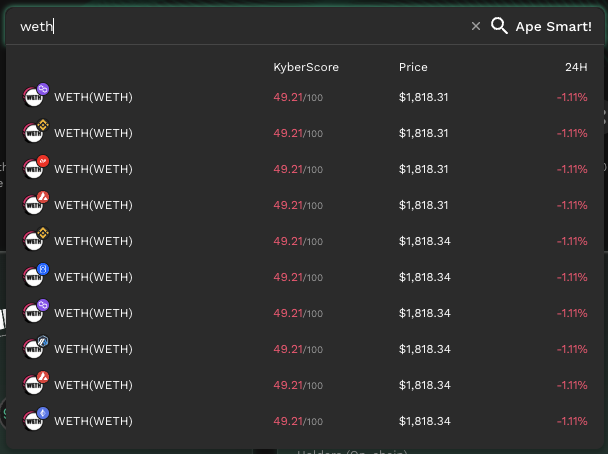 weth × Ape Smart!
KyberScore Price 24H
WETH(WETH) 49.21/100 $1,818.31 -1.11%
WETH(WETH) 49.21/100 $1,818.31 -1.11%
WETH(WETH) 49.21/100 $1,818.31 -1.11%
WETH(WETH) 49.21/100 $1,818.31 -1.11%
WETH(WETH) 49.21/100 $1,818.34 -1.11%
WETH(WETH) 49.21/100 $1,818.34 -1.11%
WETH(WETH) 49.21/100 $1,818.34 -1.11%
WETH(WETH) 49.21/100 $1,818.34 -1.11%
WETH(WETH) 49.21/100 $1,818.34 -1.11%
WETH(WETH) 49.21/100 $1,818.34 -1.11%